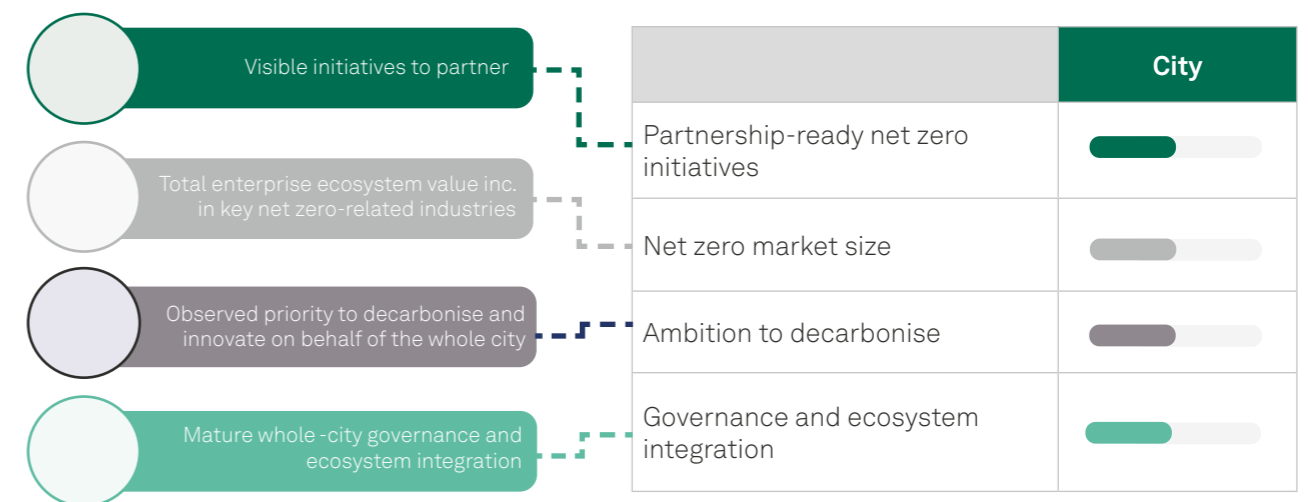 Visible initiatives to partner
Total enterprise ecosystem value inc.
in key net zero-related industries
Observed priority to decarbonise and
innovate on behalf of the whole city
Mature whole-city governance and
ecosystem integration
City
Partnership-ready net zero
initiatives
Net zero market size
Ambition to decarbonise
Governance and ecosystem
integration